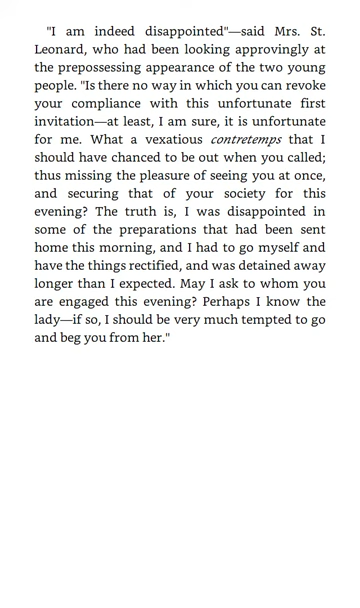 "I am indeed disappointed"—said Mrs. St.
Leonard, who had been looking approvingly at
the prepossessing appearance of the two young
people. "Is there no way in which you can revoke
your compliance with this unfortunate first
invitation—at least, I am sure, it is unfortunate
for me. What a vexatious contretemps that I
should have chanced to be out when you called;
thus missing the pleasure of seeing you at once,
and securing that of your society for this
evening? The truth is, I was disappointed in
some of the preparations that had been sent
home this morning, and I had to go myself and
have the things rectified, and was detained away
longer than I expected. May I ask to whom you
are engaged this evening? Perhaps I know the
lady—if so, I should be very much tempted to go
and beg you from her."